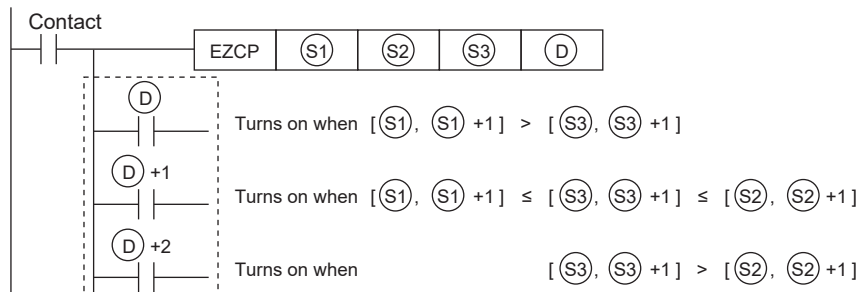 Contact
EZCP S1 S2 S3 D
D
Turns on when [S1, S1 +1] > [S3, S3 +1]
D +1
Turns on when [S1, S1 +1] ≤ [S3, S3 +1] ≤ [S2, S2 +1]
D +2
Turns on when [S3, S3 +1] > [S2, S2 +1]